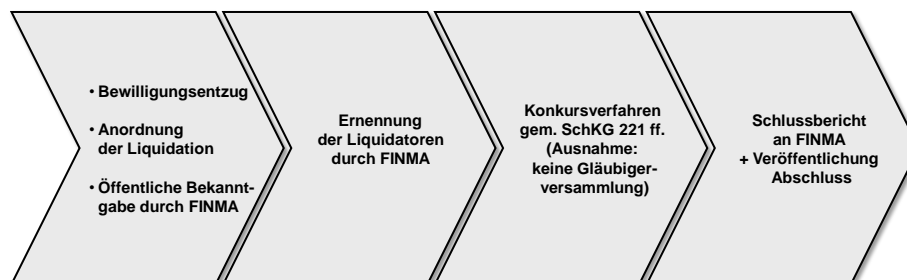 • Bewilligungsentzug
• Anordnung
der Liquidation
• Öffentliche Bekannt-
gabe durch FINMA
Ernennung
der Liquidatoren
durch FINMA
Konkursverfahren
gem. SchKG 221 ff.
(Ausnahme:
keine Gläubiger-
versammlung)
Schlussbericht
an FINMA
+ Veröffentlichung
Abschluss